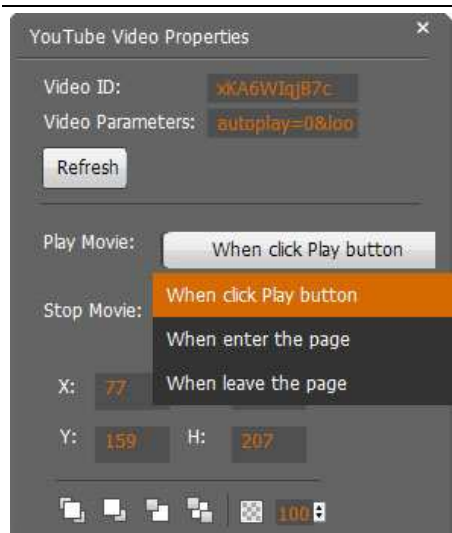 YouTube Video Properties ×
Video ID: xKA6WIqjB7c
Video Parameters: autoplay=0&loo
Refresh
Play Movie: When click Play button
When click Play button
Stop Movie:
When enter the page
X: 77 When leave the page
Y: 159 H: 207
100